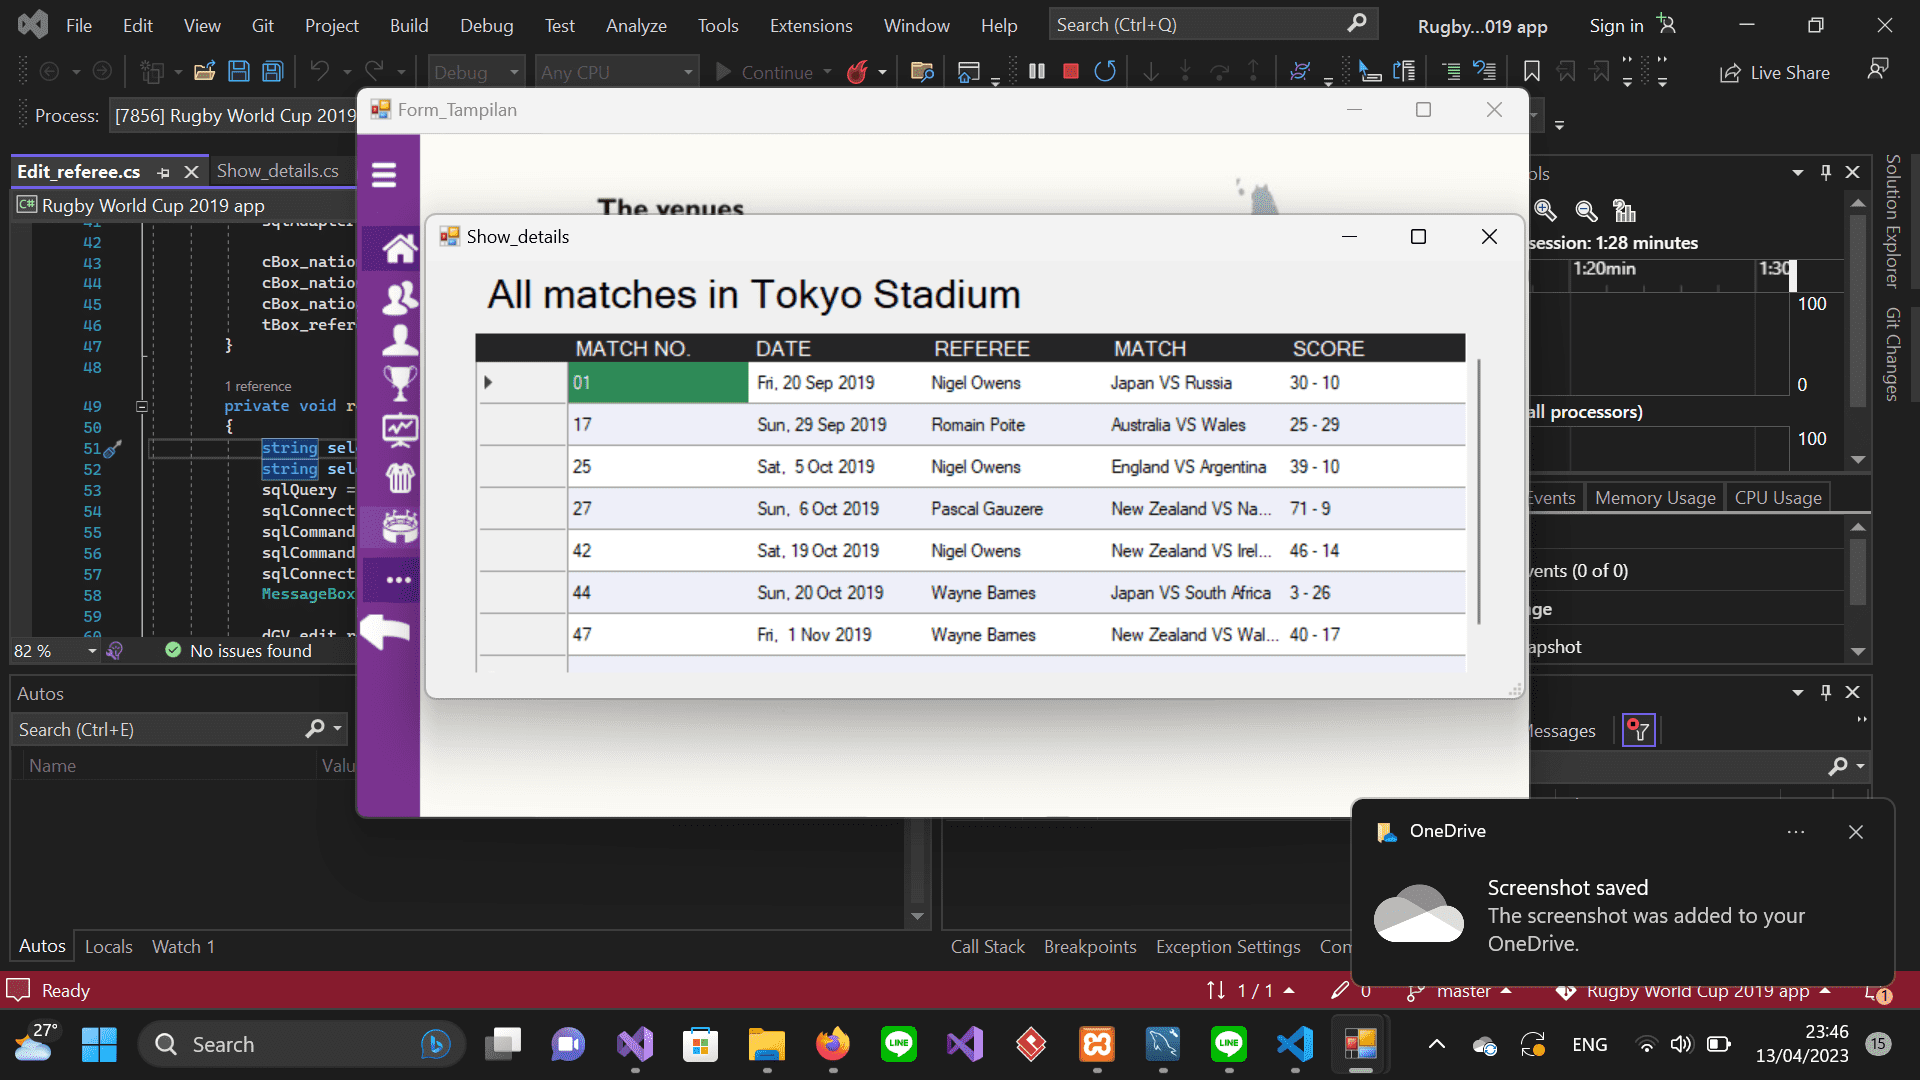 File Edit View Git Project Build Debug Test Analyze Tools Extensions Window Help Search (Ctrl+Q) Rugby...019 app Sign in
Debug Any CPU Continue Live Share
Process: [7856] Rugby World Cup 2019
Form_Tampilan
Edit_referee.cs Show_details.cs
Rugby World Cup 2019 app
42
43 cBox_natio
44 cBox_natio
45 cBox_natio
46 tBox_refer
47 }
48
1 reference
49 private void r
50 {
51 string sele
52 string sele
53 sqlQuery =
54 sqlConnect
55 sqlCommand
56 sqlCommand
57 sqlConnect
58 MessageBox
59
60 dGV_edit_r
82 % No issues found
The venues
Show_details
All matches in Tokyo Stadium
MATCH NO. DATE REFEREE MATCH SCORE
01 Fri, 20 Sep 2019 Nigel Owens Japan VS Russia 30 - 10
17 Sun, 29 Sep 2019 Romain Poite Australia VS Wales 25 - 29
25 Sat, 5 Oct 2019 Nigel Owens England VS Argentina 39 - 10
27 Sun, 6 Oct 2019 Pascal Gauzere New Zealand VS Na... 71 - 9
42 Sat, 19 Oct 2019 Nigel Owens New Zealand VS Irel... 46 - 14
44 Sun, 20 Oct 2019 Wayne Barnes Japan VS South Africa 3 - 26
47 Fri, 1 Nov 2019 Wayne Barnes New Zealand VS Wal... 40 - 17
ols
session: 1:28 minutes
1:20min 1:30
100
0
all processors)
100
Events Memory Usage CPU Usage
vents (0 of 0)
ge
apshot
Solution Explorer
Git Changes
Autos
Search (Ctrl+E)
Name Valu
Autos Locals Watch 1
Messages
Call Stack Breakpoints Exception Settings Com
OneDrive
Screenshot saved
The screenshot was added to your
OneDrive.
Ready 1 / 1 0 master Rugby World Cup 2019 app 1
27° Search LINE LINE ENG 23:46
13/04/2023 15